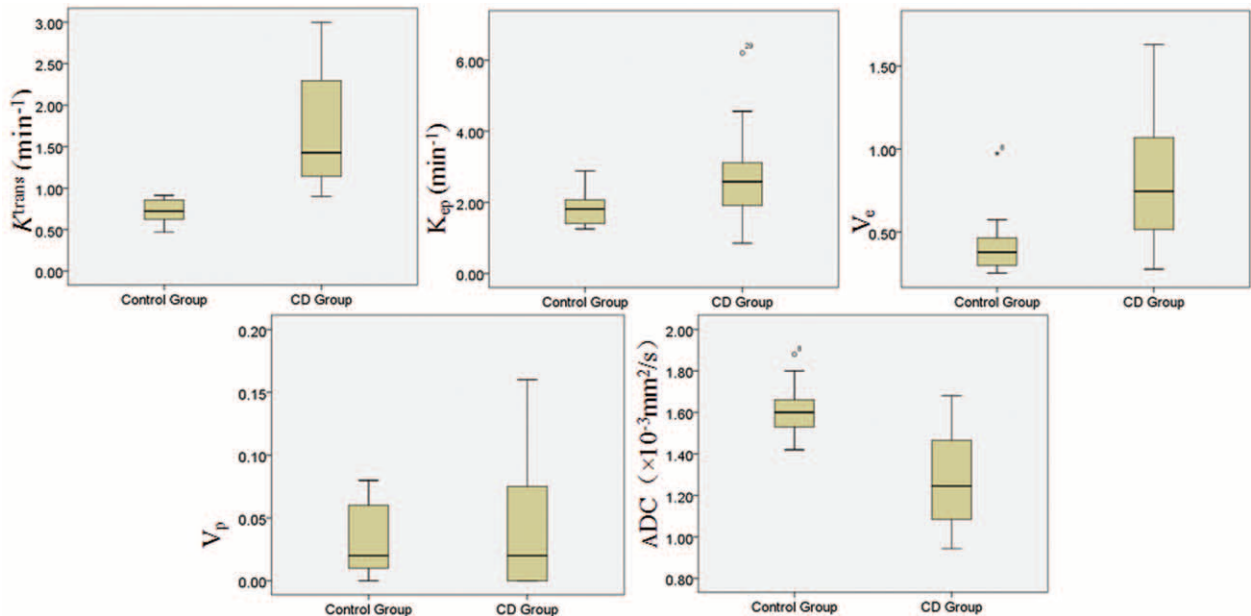 K^trans (min⁻¹)
3.00
2.50
2.00
1.50
1.00
0.50
0.00
Control Group CD Group
K_ep (min⁻¹)
6.00
4.00
2.00
0.00
29
Control Group CD Group
V_e
1.50
1.00
0.50
Control Group CD Group
V_p
0.20
0.15
0.10
0.05
0.00
Control Group CD Group
ADC (×10⁻³mm²/s)
2.00
1.80
1.60
1.40
1.20
1.00
0.80
Control Group CD Group